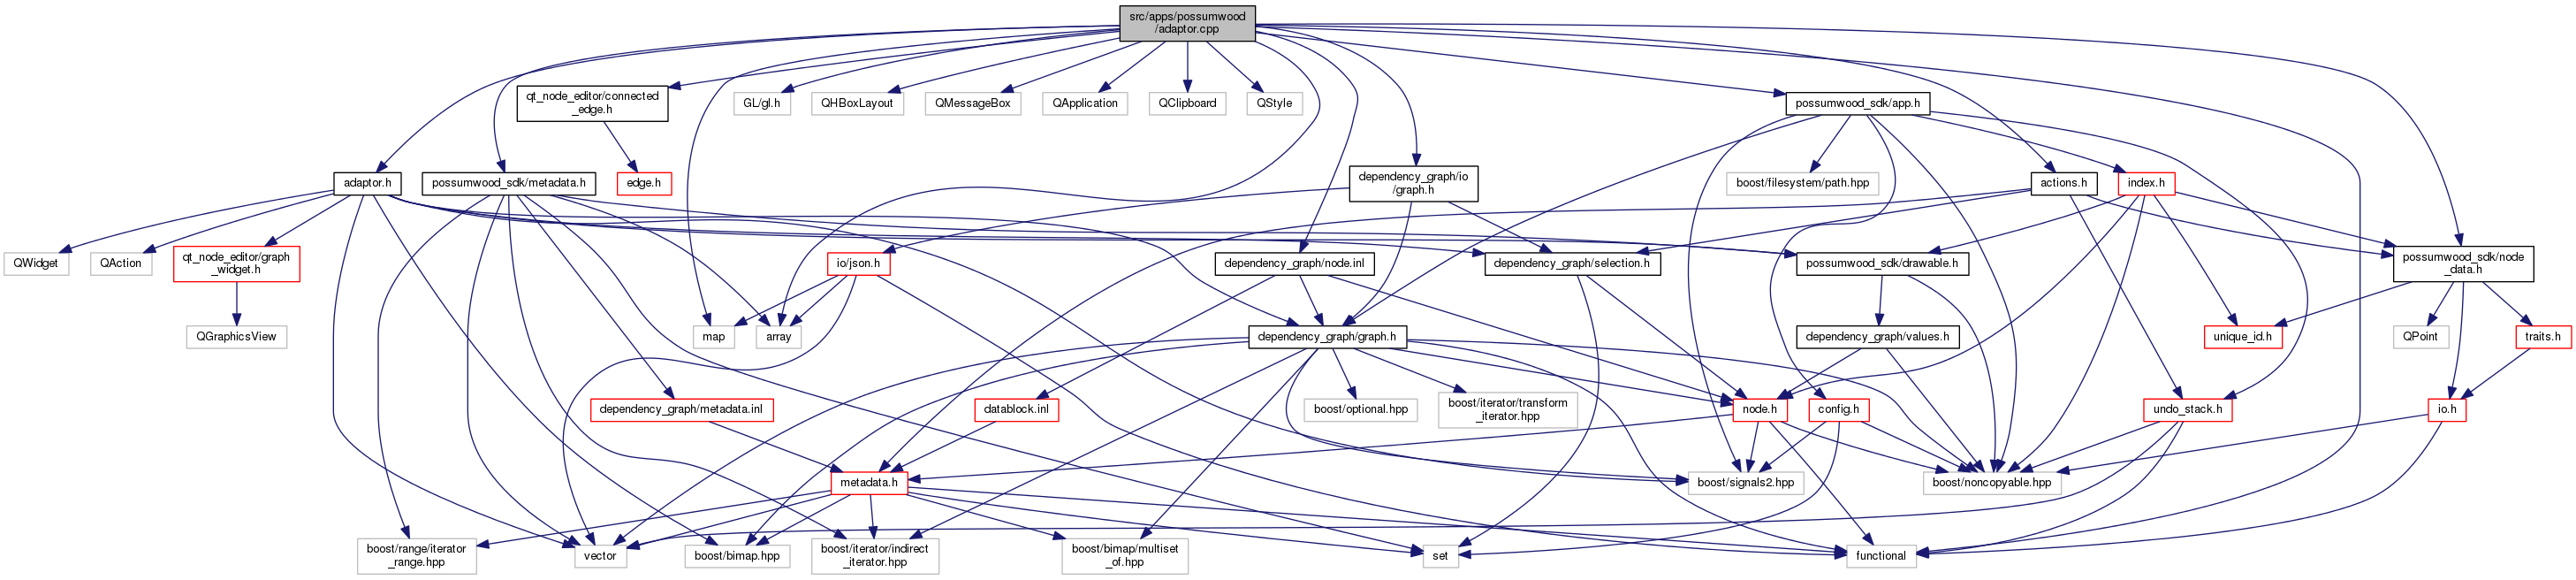 src/apps/possumwood
/adaptor.cpp
qt_node_editor/connected
_edge.h
GL/gl.h
QHBoxLayout
QMessageBox
QApplication
QClipboard
QStyle
possumwood_sdk/app.h
adaptor.h
possumwood_sdk/metadata.h
edge.h
dependency_graph/io
/graph.h
boost/filesystem/path.hpp
actions.h
index.h
QWidget
QAction
qt_node_editor/graph
_widget.h
io/json.h
dependency_graph/node.inl
dependency_graph/selection.h
possumwood_sdk/drawable.h
possumwood_sdk/node
_data.h
QGraphicsView
map
array
dependency_graph/graph.h
dependency_graph/values.h
unique_id.h
QPoint
traits.h
dependency_graph/metadata.inl
datablock.inl
boost/optional.hpp
boost/iterator/transform
_iterator.hpp
node.h
config.h
undo_stack.h
io.h
metadata.h
boost/signals2.hpp
boost/noncopyable.hpp
boost/range/iterator
_range.hpp
vector
boost/bimap.hpp
boost/iterator/indirect
_iterator.hpp
boost/bimap/multiset
_of.hpp
set
functional